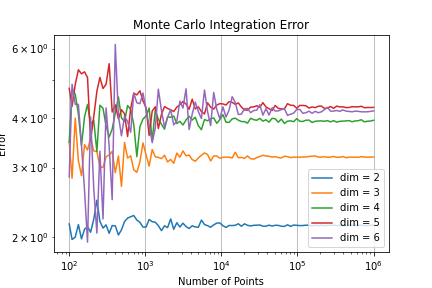 Monte Carlo Integration Error
6 × 10⁰
4 × 10⁰
3 × 10⁰
2 × 10⁰
Error
dim = 2
dim = 3
dim = 4
dim = 5
dim = 6
10² 10³ 10⁴ 10⁵ 10⁶
Number of Points